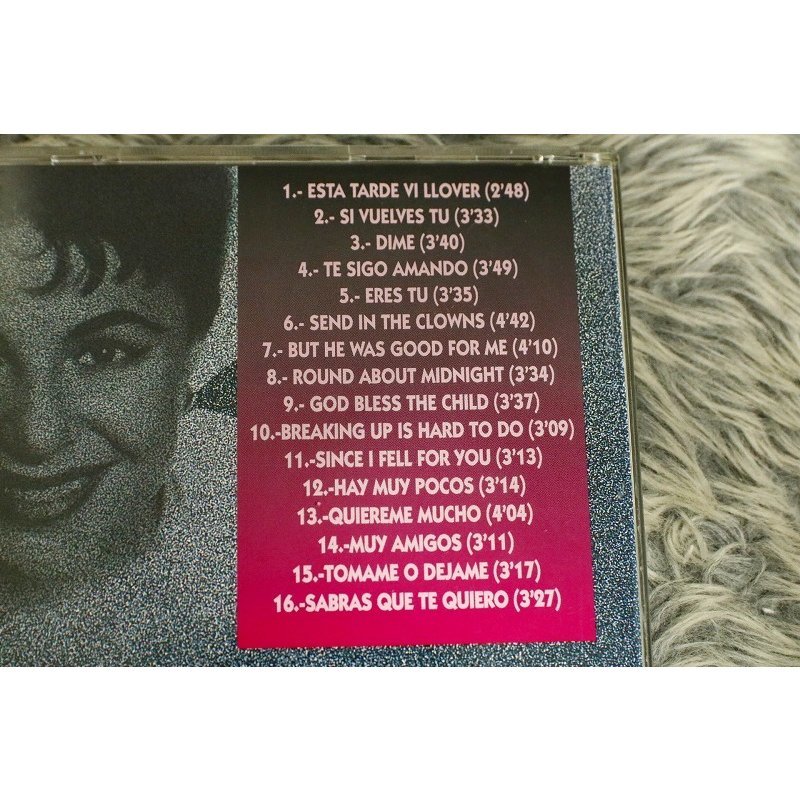 1.- ESTA TARDE VI LLOVER (2'48)
2.- SI VUELVES TU (3'33)
3.- DIME (3'40)
4.- TE SIGO AMANDO (3'49)
5.- ERES TU (3'35)
6.- SEND IN THE CLOWNS (4'42)
7.- BUT HE WAS GOOD FOR ME (4'10)
8.- ROUND ABOUT MIDNIGHT (3'34)
9.- GOD BLESS THE CHILD (3'37)
10.-BREAKING UP IS HARD TO DO (3'09)
11.-SINCE I FELL FOR YOU (3'13)
12.-HAY MUY POCOS (3'14)
13.-QUIEREME MUCHO (4'04)
14.-MUY AMIGOS (3'11)
15.-TOMAME O DEJAME (3'17)
16.-SABRAS QUE TE QUIERO (3'27)